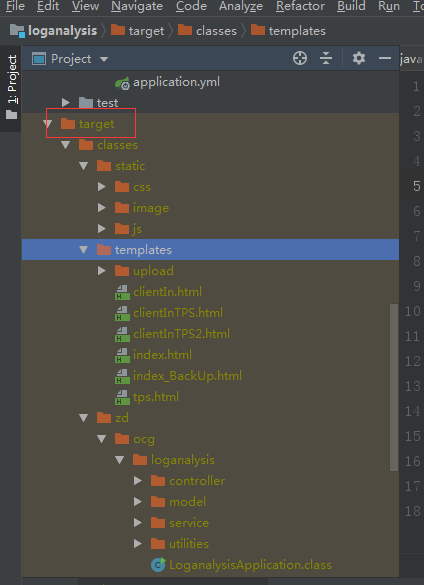 File Edit View Navigate Code Analyze Refactor Build Run
loganalysis target classes templates
1: Project
Project
java
application.yml
test
target
classes
static
css
image
js
templates
upload
clientIn.html
clientInTPS.html
clientInTPS2.html
index.html
index_BackUp.html
tps.html
zd
ocg
loganalysis
controller
model
service
utilities
LoganalysisApplication.class
1
2
3
4
5
6
7
8
9
10
11
12
13
14
15
16
17
18